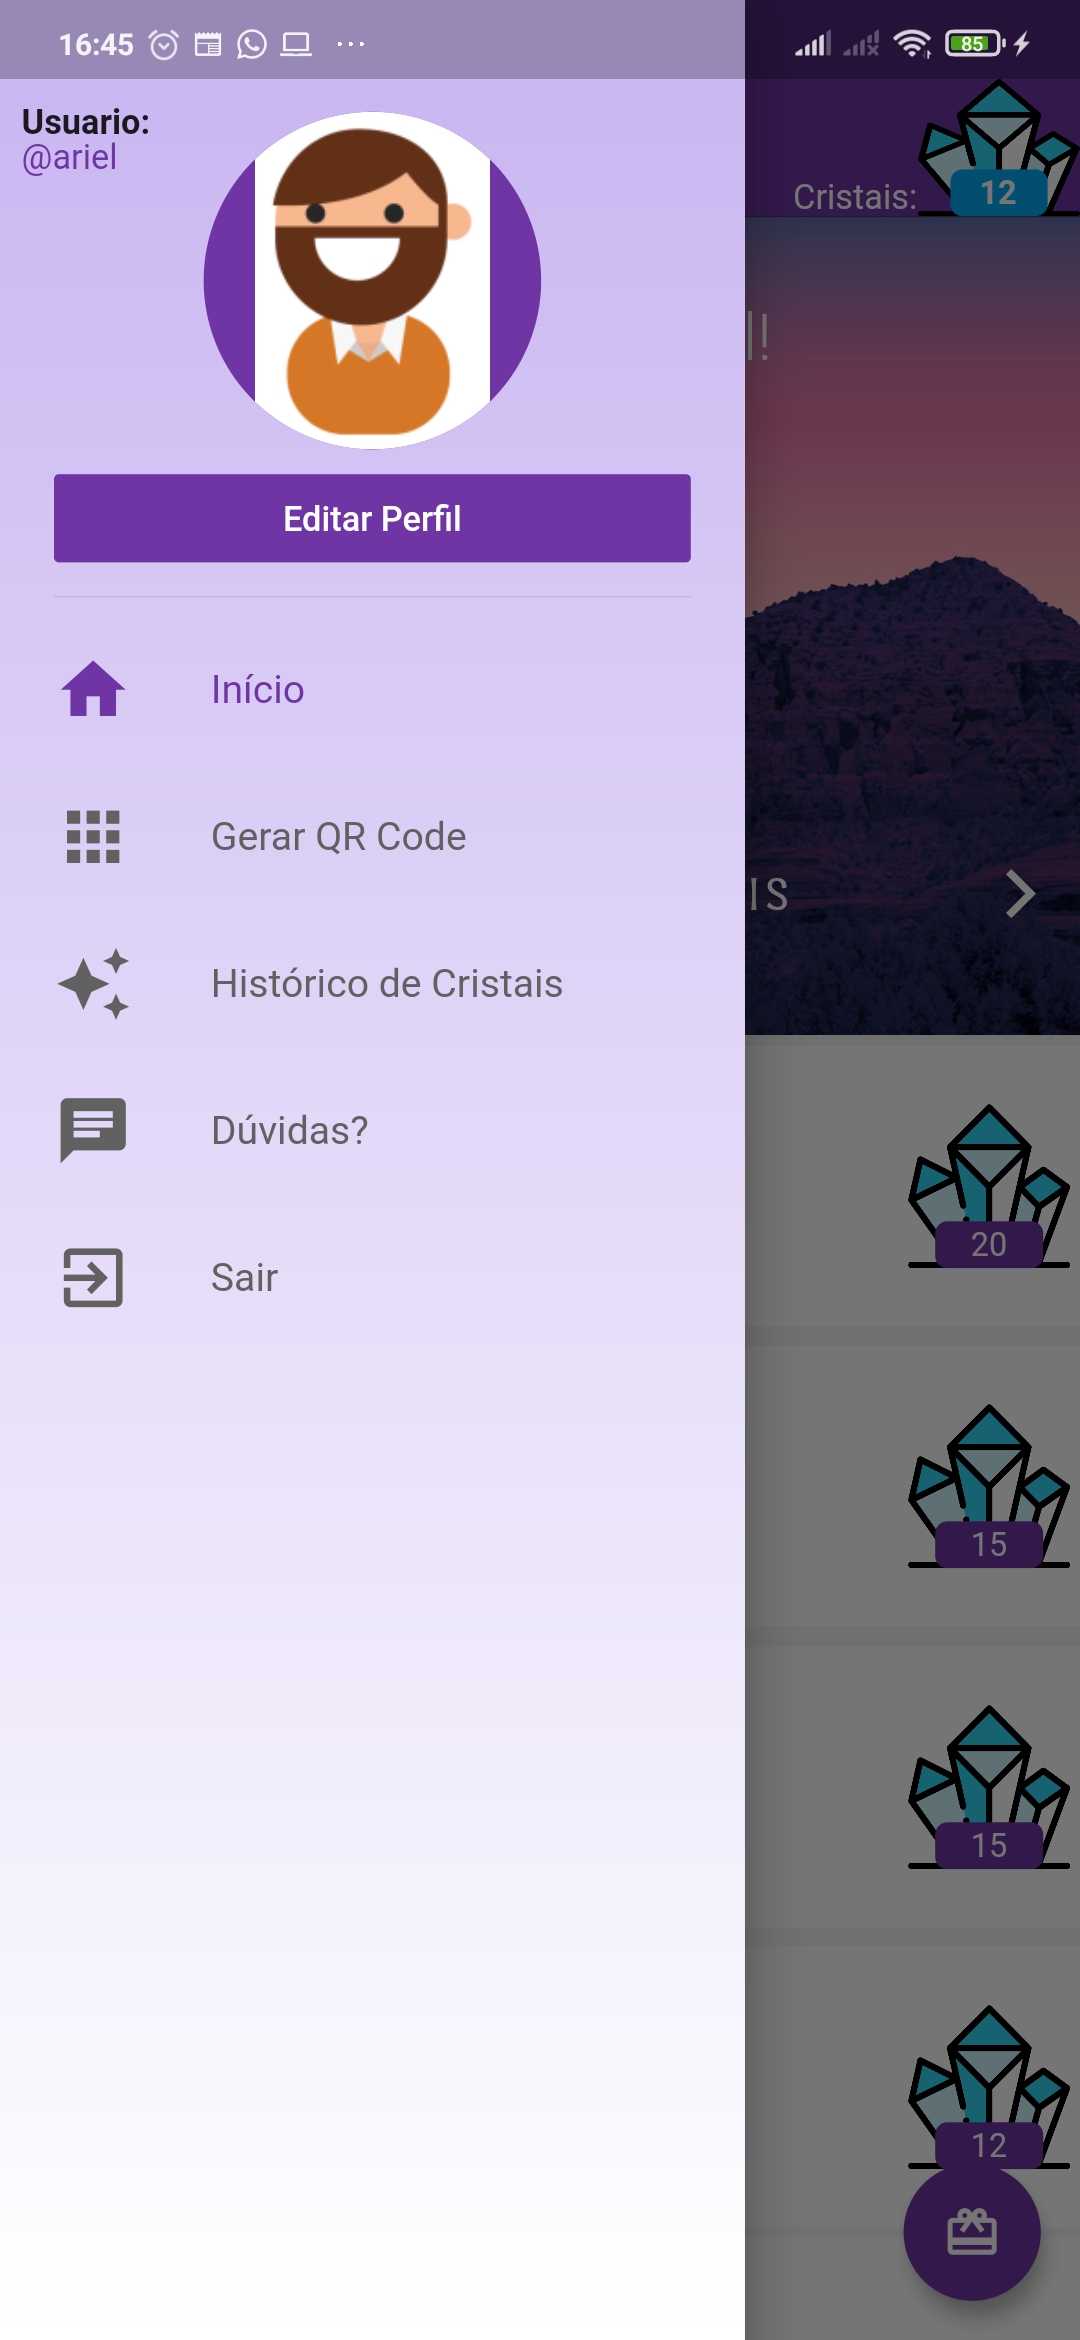 16:45
85
Usuario:
@ariel
Cristais:
12
!
Editar Perfil
Início
Gerar QR Code
IS
Histórico de Cristais
Dúvidas?
20
Sair
15
15
12